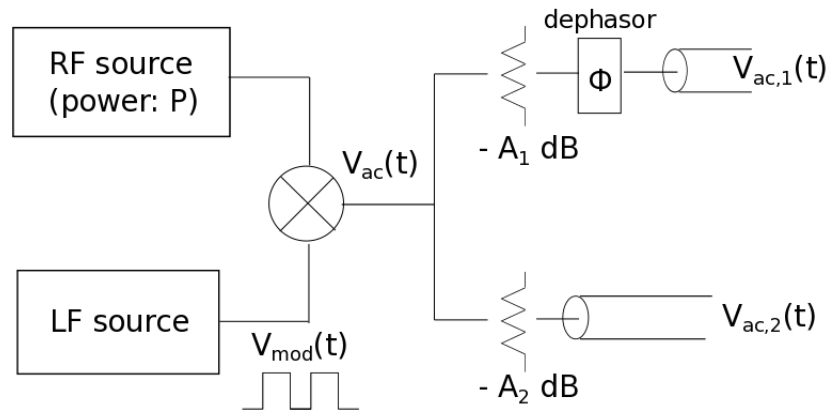 RF source
(power: P)
LF source
V_mod(t)
V_ac(t)
dephasor
Φ
V_ac,1(t)
- A_1 dB
V_ac,2(t)
- A_2 dB